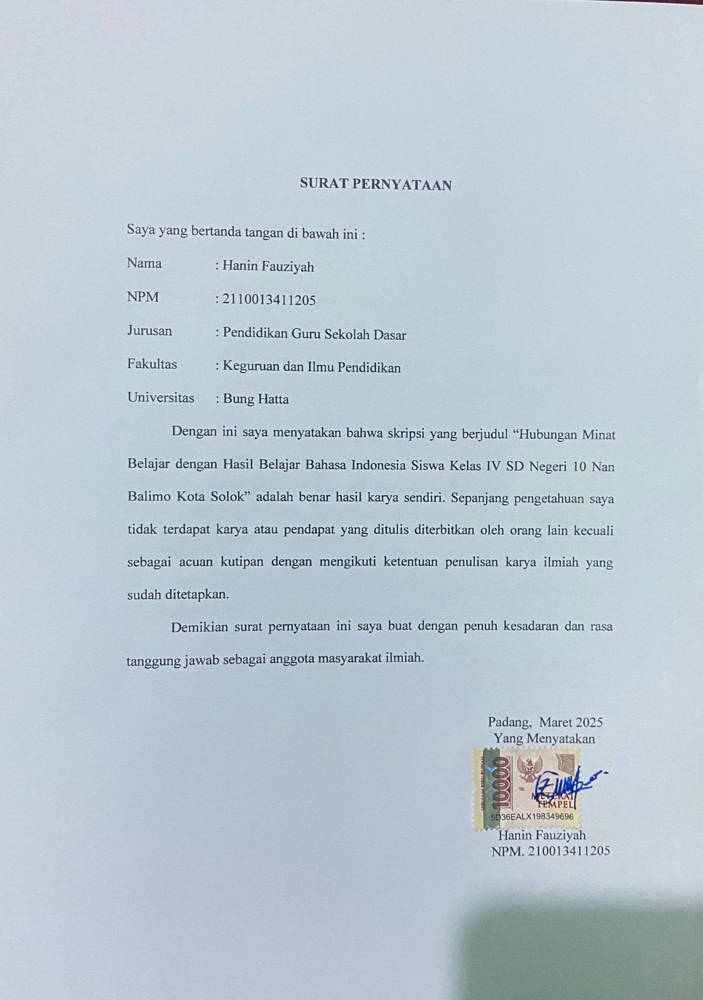 SURAT PERNYATAAN
Saya yang bertanda tangan di bawah ini :
Nama : Hanin Fauziyah
NPM : 2110013411205
Jurusan : Pendidikan Guru Sekolah Dasar
Fakultas : Keguruan dan Ilmu Pendidikan
Universitas : Bung Hatta
Dengan ini saya menyatakan bahwa skripsi yang berjudul “Hubungan Minat
Belajar dengan Hasil Belajar Bahasa Indonesia Siswa Kelas IV SD Negeri 10 Nan
Balimo Kota Solok” adalah benar hasil karya sendiri. Sepanjang pengetahuan saya
tidak terdapat karya atau pendapat yang ditulis diterbitkan oleh orang lain kecuali
sebagai acuan kutipan dengan mengikuti ketentuan penulisan karya ilmiah yang
sudah ditetapkan.
Demikian surat pernyataan ini saya buat dengan penuh kesadaran dan rasa
tanggung jawab sebagai anggota masyarakat ilmiah.
Padang, Maret 2025
Yang Menyatakan
10000
TGL.
METERAI
TEMPEL
5D36EALX198349696
Hanin Fauziyah
NPM. 210013411205